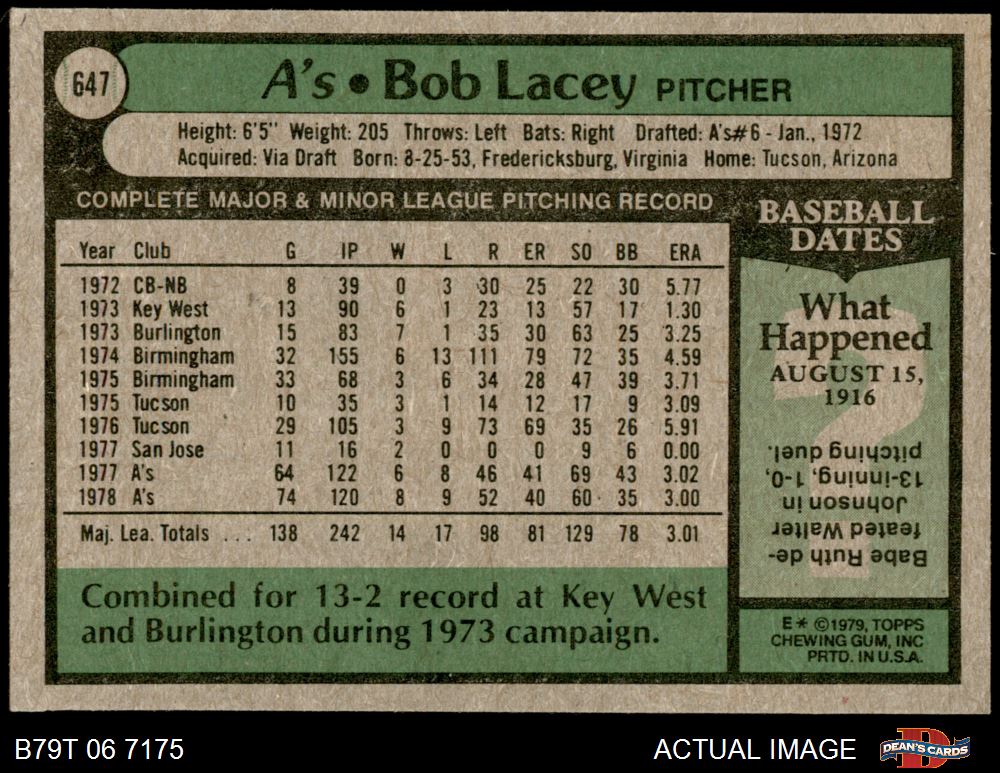 647
A's • Bob Lacey PITCHER
Height: 6'5" Weight: 205 Throws: Left Bats: Right Drafted: A's#6 - Jan., 1972
Acquired: Via Draft Born: 8-25-53, Fredericksburg, Virginia Home: Tucson, Arizona
COMPLETE MAJOR & MINOR LEAGUE PITCHING RECORD
Year Club G IP W L R ER SO BB ERA
1972 CB-NB 8 39 0 3 30 25 22 30 5.77
1973 Key West 13 90 6 1 23 13 57 17 1.30
1973 Burlington 15 83 7 1 35 30 63 25 3.25
1974 Birmingham 32 155 6 13 111 79 72 35 4.59
1975 Birmingham 33 68 3 6 34 28 47 39 3.71
1975 Tucson 10 35 3 1 14 12 17 9 3.09
1976 Tucson 29 105 3 9 73 69 35 26 5.91
1977 San Jose 11 16 2 0 0 0 9 6 0.00
1977 A's 64 122 6 8 46 41 69 43 3.02
1978 A's 74 120 8 9 52 40 60 35 3.00
Maj. Lea. Totals . . . 138 242 14 17 98 81 129 78 3.01
Combined for 13-2 record at Key West
and Burlington during 1973 campaign.
BASEBALL
DATES
What
Happened
AUGUST 15,
1916
Babe Ruth de-
feated Walter
Johnson in
13-inning, 1-0,
pitching duel.
E* ©1979, TOPPS
CHEWING GUM, INC
PRTD. IN U.S.A.
B79T 06 7175
ACTUAL IMAGE
DEAN'S CARDS